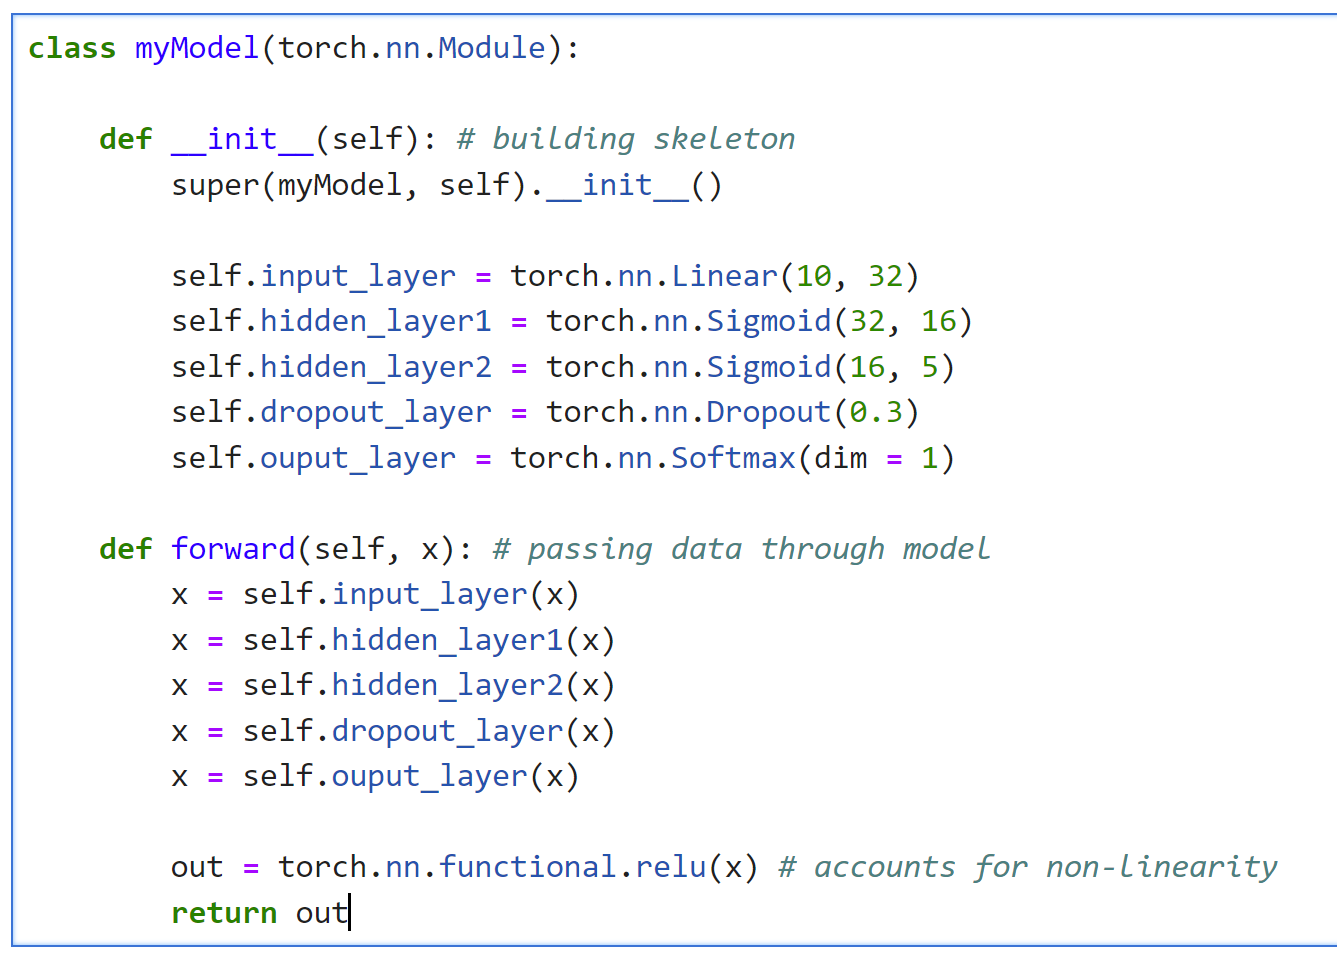 class myModel(torch.nn.Module):
def __init__(self): # building skeleton
super(myModel, self).__init__()
self.input_layer = torch.nn.Linear(10, 32)
self.hidden_layer1 = torch.nn.Sigmoid(32, 16)
self.hidden_layer2 = torch.nn.Sigmoid(16, 5)
self.dropout_layer = torch.nn.Dropout(0.3)
self.ouput_layer = torch.nn.Softmax(dim = 1)
def forward(self, x): # passing data through model
x = self.input_layer(x)
x = self.hidden_layer1(x)
x = self.hidden_layer2(x)
x = self.dropout_layer(x)
x = self.ouput_layer(x)
out = torch.nn.functional.relu(x) # accounts for non-linearity
return out